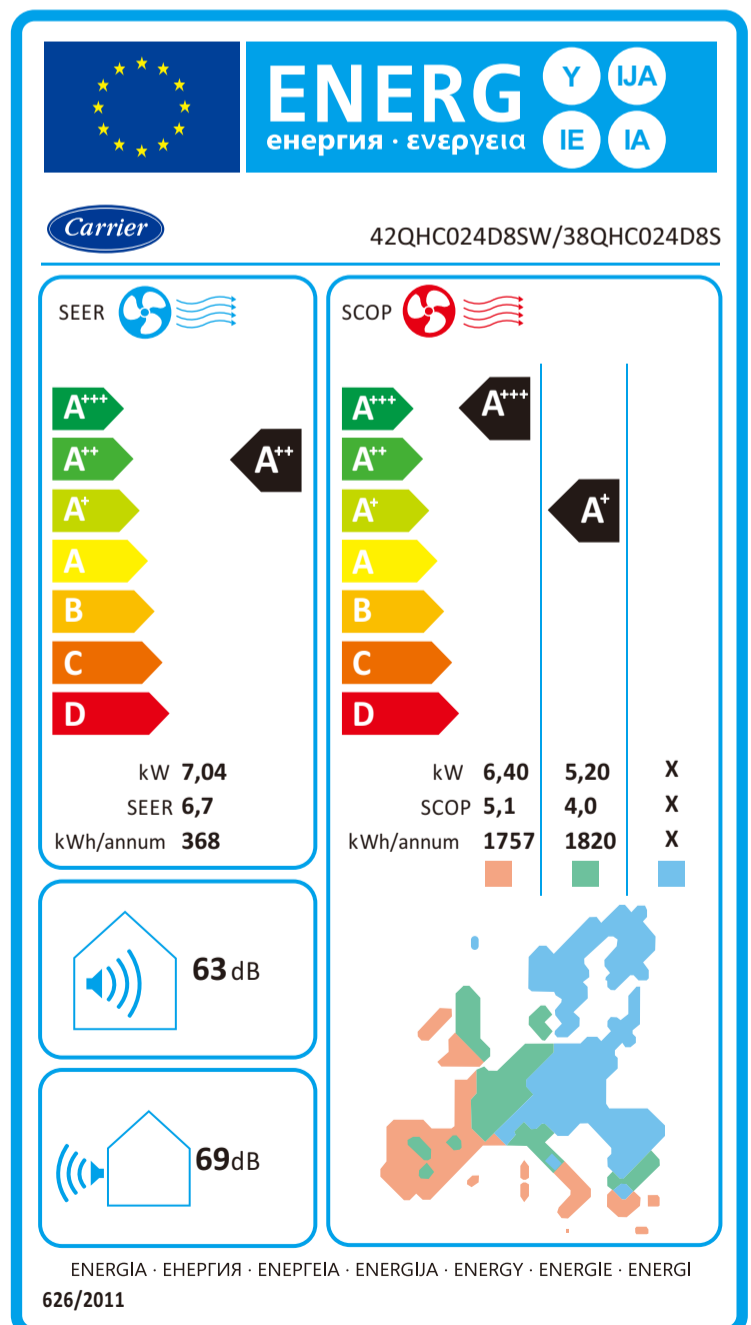 ENERG
енергия · ενεργεια
Y IJA
IE IA
Carrier
42QHC024D8SW/38QHC024D8S
SEER
A+++
A++
A+
A
B
C
D
A++
kW 7,04
SEER 6,7
kWh/annum 368
SCOP
A+++
A++
A+
A
B
C
D
A+++
A+
kW 6,40 5,20 X
SCOP 5,1 4,0 X
kWh/annum 1757 1820 X
63 dB
69dB
ENERGIA · ЕНЕРГИЯ · ΕΝΕΡΓΕΙΑ · ENERGIJA · ENERGY · ENERGIE · ENERGI
626/2011